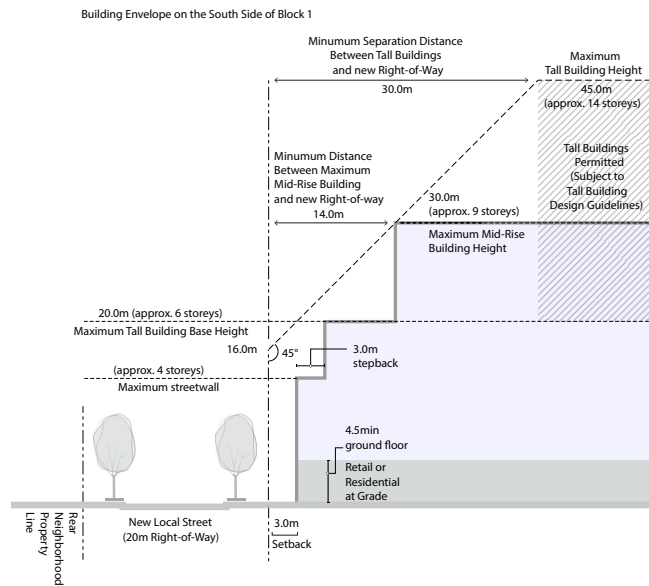 Building Envelope on the South Side of Block 1
Minumum Separation Distance
Between Tall Buildings
and new Right-of-Way
30.0m
Maximum
Tall Building Height
45.0m
(approx. 14 storeys)
Tall Buildings
Permitted
(Subject to
Tall Building
Design Guidelines)
Minumum Distance
Between Maximum
Mid-Rise Building
and new Right-of-way
14.0m
30.0m
(approx. 9 storeys)
Maximum Mid-Rise
Building Height
20.0m (approx. 6 storeys)
Maximum Tall Building Base Height
16.0m
45°
3.0m
stepback
(approx. 4 storeys)
Maximum streetwall
4.5min
ground floor
Retail or
Residential
at Grade
New Local Street
(20m Right-of-Way)
3.0m
Setback
Rear
Neighborhood
Property
Line